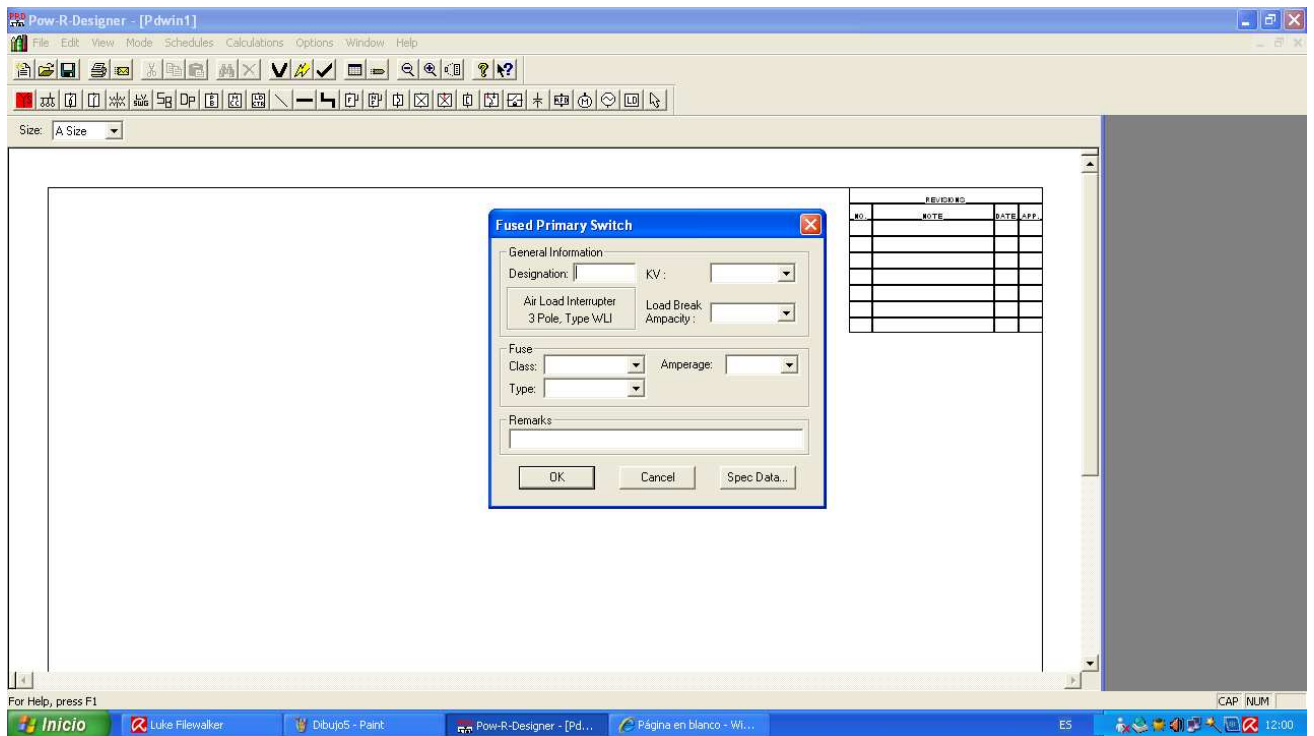 Pow-R-Designer - [Pdwin1]
File Edit View Mode Schedules Calculations Options Window Help
Size: A Size
REVISIONS
NO. NOTE DATE APP.
Fused Primary Switch
General Information
Designation: KV :
Air Load Interrupter
3 Pole, Type WLI
Load Break
Ampacity :
Fuse
Class: Amperage:
Type:
Remarks
OK Cancel Spec Data...
For Help, press F1
CAP NUM
Inicio Luke Filewalker Dibujo5 - Paint Pow-R-Designer - [Pd... Página en blanco - Wi... ES 12:00